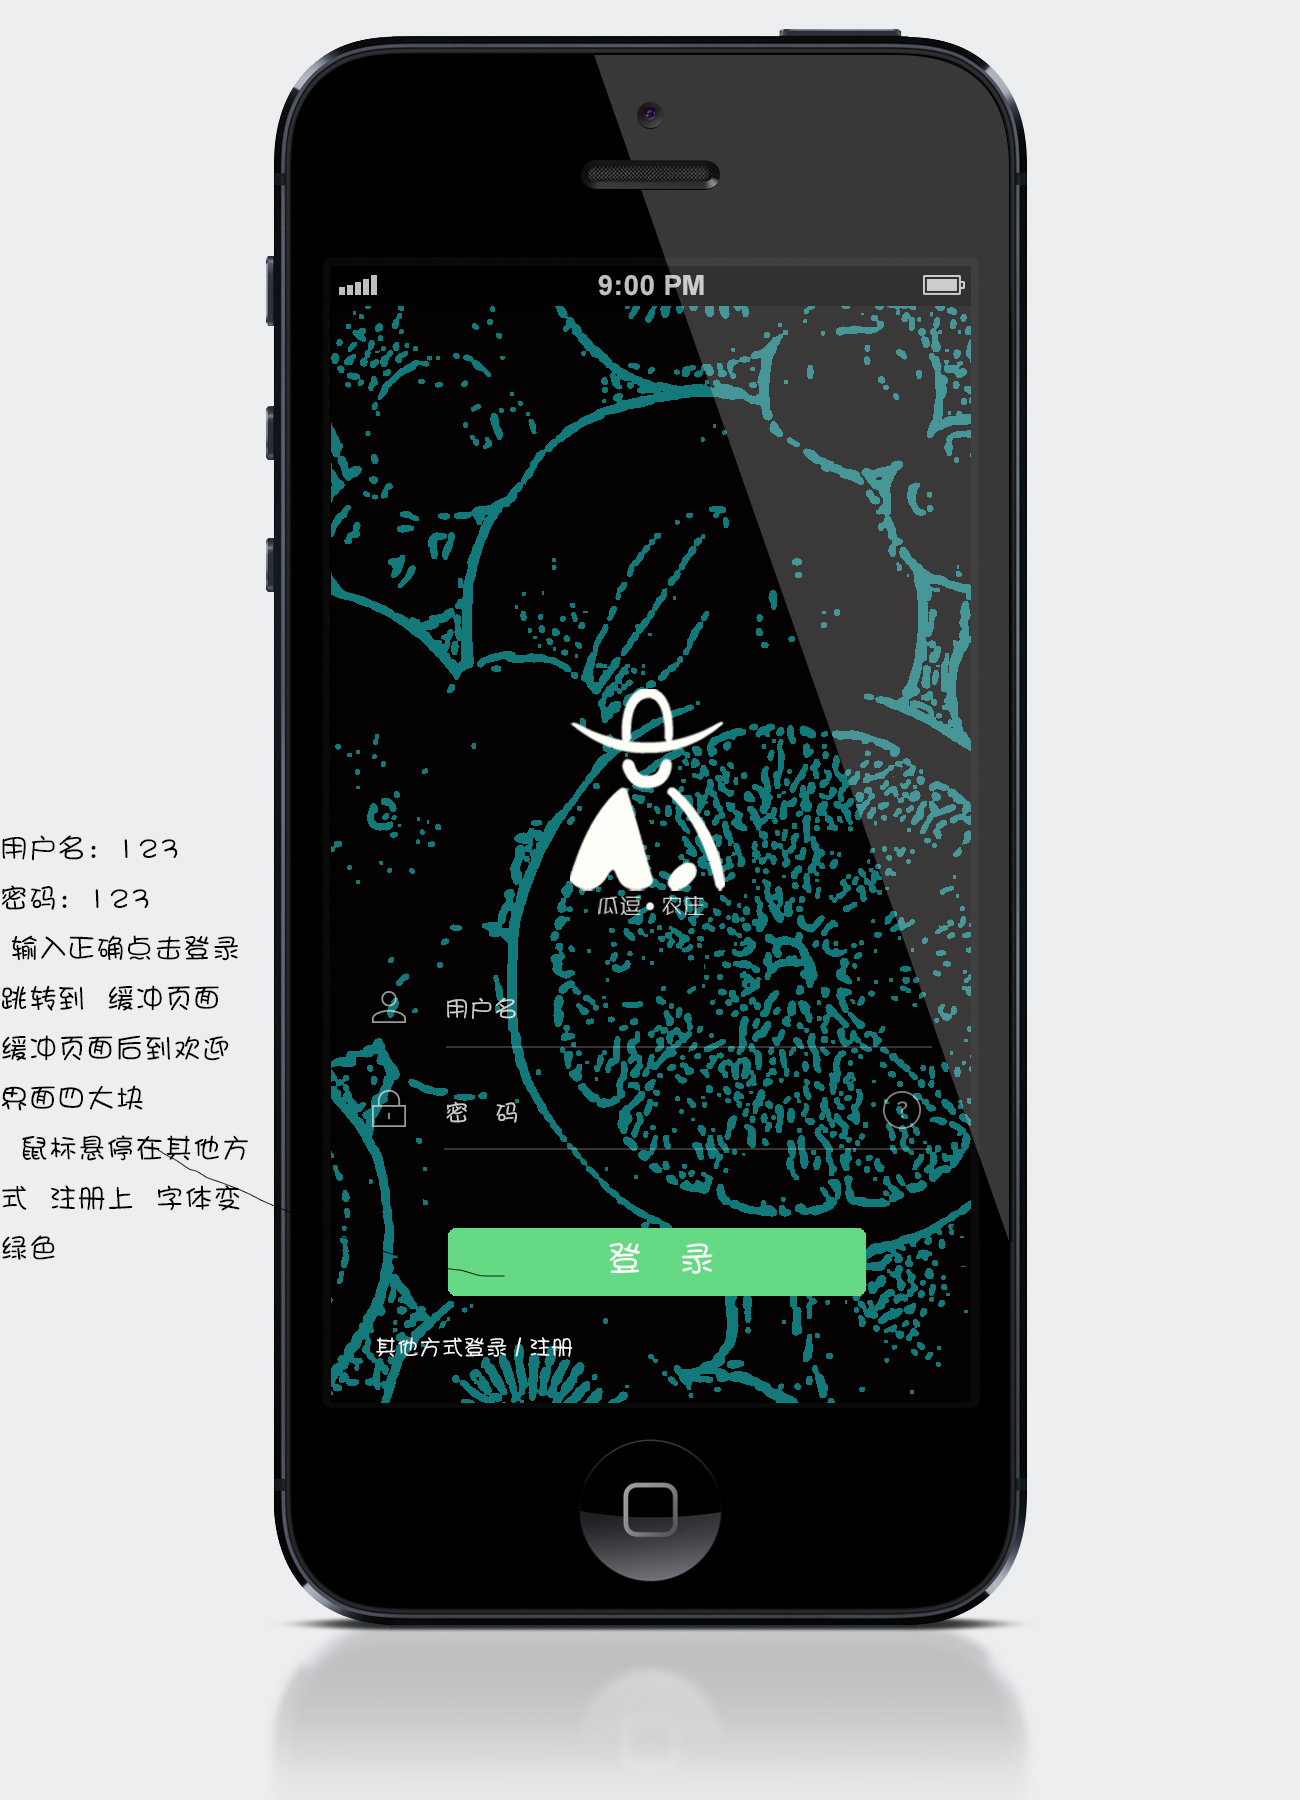 9:00 PM
瓜逗•农庄
用户名：123
密码：123
输入正确点击登录
跳转到 缓冲页面
缓冲页面后到欢迎
界面四大块
鼠标悬停在其他方
式 注册上 字体变
绿色
用户名
密 码
?
登 录
其他方式登录 / 注册